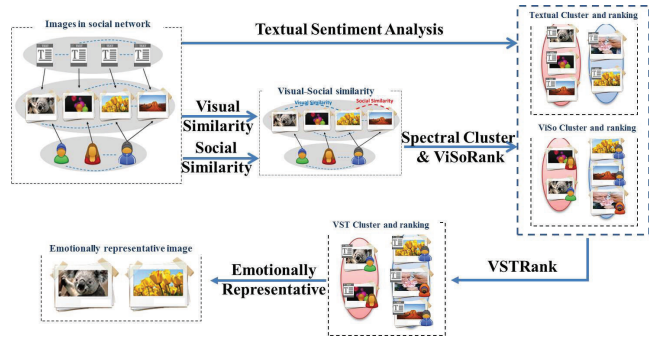 Images in social network
Textual Sentiment Analysis
Textual Cluster and ranking
Visual
Similarity
Social
Similarity
Visual-Social similarity
Visual Similarity
Social Similarity
Spectral Cluster
& ViSoRank
ViSo Cluster and ranking
VSTRank
VST Cluster and ranking
Emotionally
Representative
Emotionally representative image